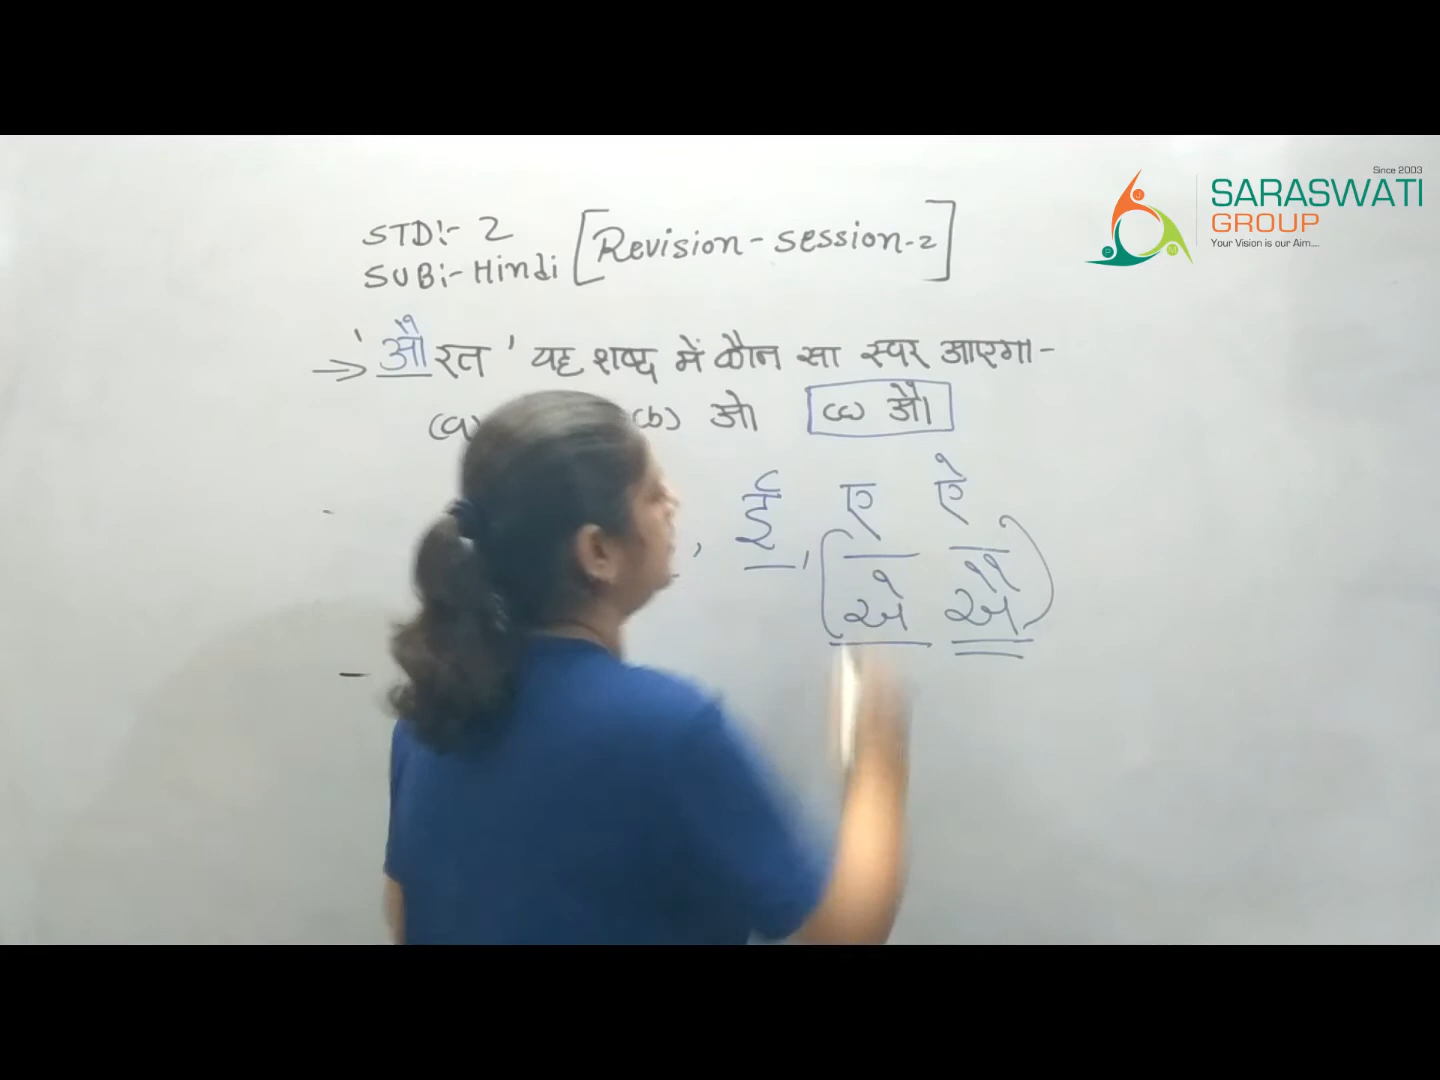 Since 2003
SARASWATI
GROUP
Your Vision is our Aim....
STD:- 2
SUB:- Hindi [Revision - session - 2]
→ 'औरत' यह शब्द में कौन सा स्वर आएगा -
(a) (b) ओ (c) औ
, ई, ए ऐ
(એ ઐ)